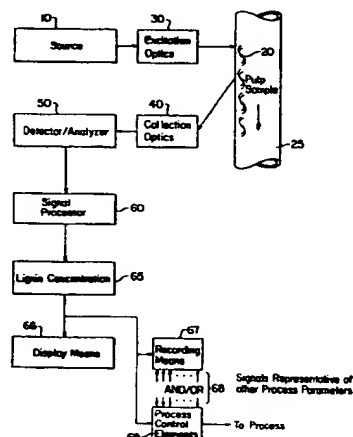 10
Source
30
Excitation
Optics
20
Pulp
Sample
25
50
Detector/Analyzer
40
Collection
Optics
Signal
Processor
60
Lignin Concentration
65
66
Display Means
67
Recording
Means
AND/OR
68
Signals Representative of
other Process Parameters
Process
Control
Elements
To Process